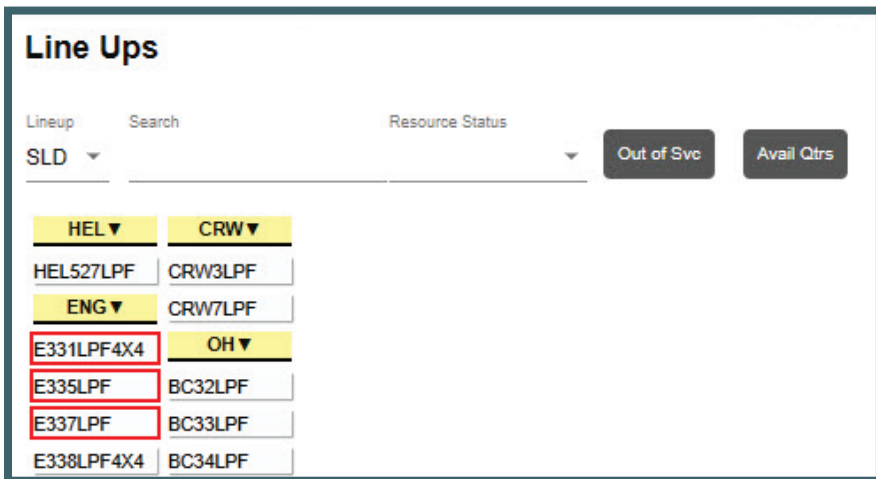 Line Ups
Lineup Search Resource Status
SLD Out of Svc Avail Qtrs
HEL▼ CRW▼
HEL527LPF CRW3LPF
ENG▼ CRW7LPF
E331LPF4X4 OH▼
E335LPF BC32LPF
E337LPF BC33LPF
E338LPF4X4 BC34LPF